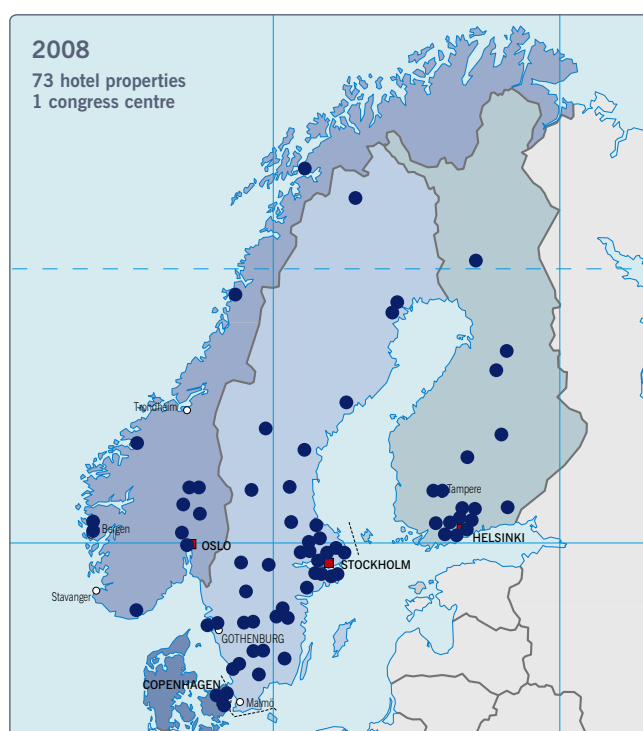 2008
73 hotel properties
1 congress centre
Trondheim
Tampere
Bergen
HELSINKI
OSLO
STOCKHOLM
Stavanger
GOTHENBURG
COPENHAGEN
Malmö